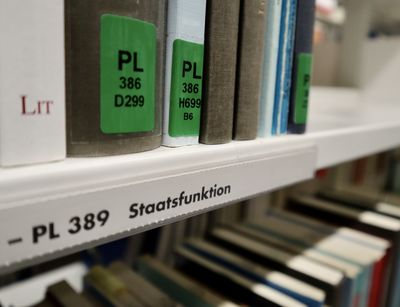 LIT
PL
386
D299
PL
386
H699
B6
– PL 389 Staatsfunktion